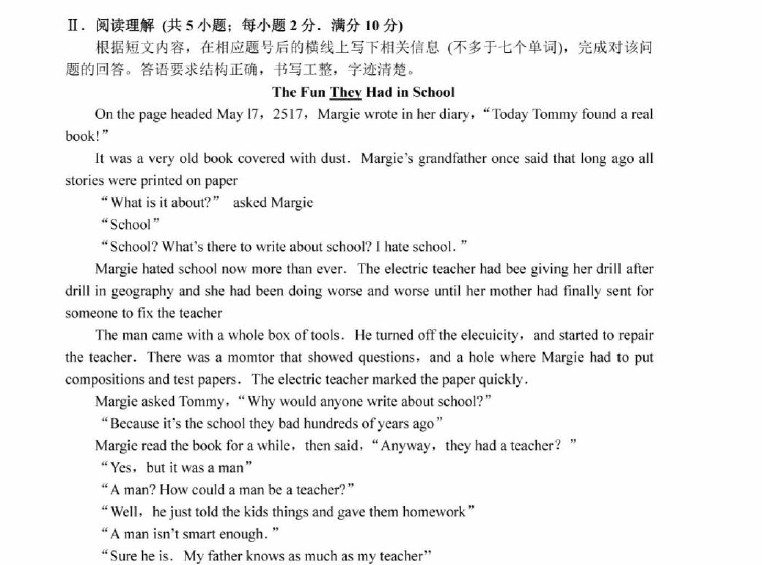 Ⅱ. 阅读理解 (共 5 小题; 每小题 2 分. 满分 10 分)
根据短文内容, 在相应题号后的横线上写下相关信息 (不多于七个单词), 完成对该问
题的回答。答语要求结构正确, 书写工整, 字迹清楚。
The Fun They Had in School
On the page headed May l7, 2517, Margie wrote in her diary, “Today Tommy found a real
book!”
It was a very old book covered with dust. Margie’s grandfather once said that long ago all
stories were printed on paper
“What is it about?” asked Margie
“School”
“School? What’s there to write about school? I hate school. ”
Margie hated school now more than ever. The electric teacher had bee giving her drill after
drill in geography and she had been doing worse and worse until her mother had finally sent for
someone to fix the teacher
The man came with a whole box of tools. He turned off the elecuicity, and started to repair
the teacher. There was a momtor that showed questions, and a hole where Margie had to put
compositions and test papers. The electric teacher marked the paper quickly.
Margie asked Tommy, “Why would anyone write about school?”
“Because it’s the school they bad hundreds of years ago”
Margie read the book for a while, then said, “Anyway, they had a teacher? ”
“Yes, but it was a man”
“A man? How could a man be a teacher?”
“Well, he just told the kids things and gave them homework”
“A man isn’t smart enough. ”
“Sure he is. My father knows as much as my teacher”